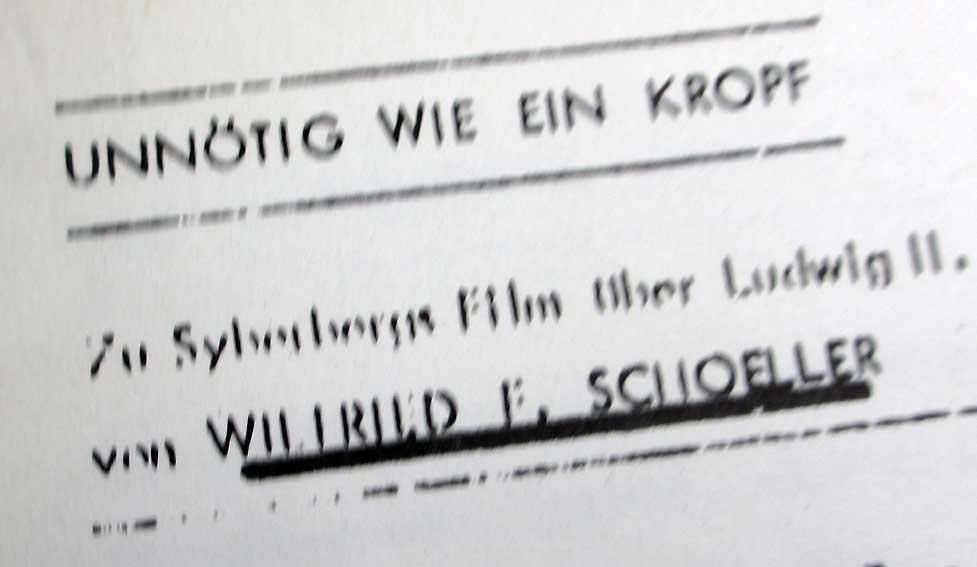 UNNÖTIG WIE EIN KROPF
Zu Syberbergs Film über Ludwig II.
von WILFRIED F. SCHOELLER